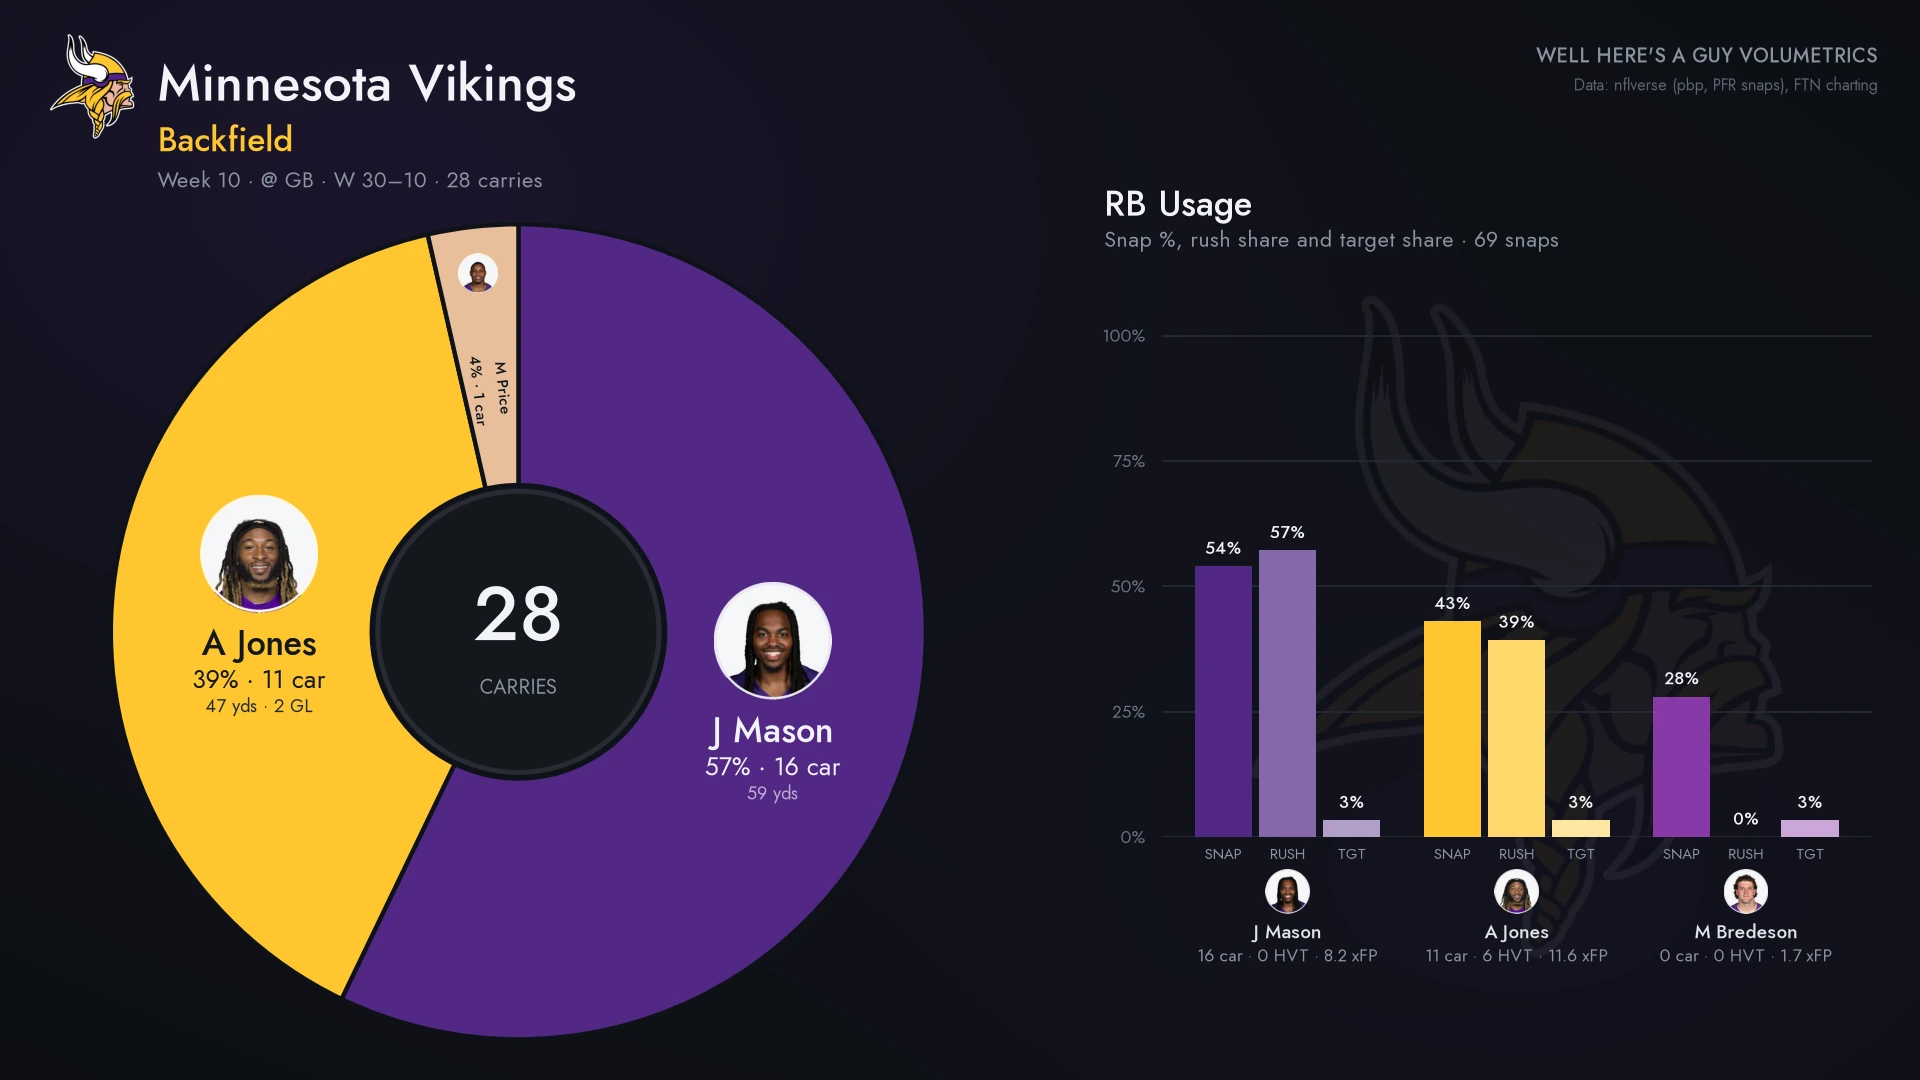 Minnesota Vikings
Backfield
Week 10 · @ GB · W 30–10 · 28 carries
WELL HERE'S A GUY VOLUMETRICS
Data: nflverse (pbp, PFR snaps), FTN charting
M Price
4% · 1 car
A Jones
39% · 11 car
47 yds · 2 GL
28
CARRIES
J Mason
57% · 16 car
59 yds
RB Usage
Snap %, rush share and target share · 69 snaps
100%
75%
50%
25%
0%
54%
57%
3%
43%
39%
3%
28%
0%
3%
SNAP RUSH TGT SNAP RUSH TGT SNAP RUSH TGT
J Mason
16 car · 0 HVT · 8.2 xFP
A Jones
11 car · 6 HVT · 11.6 xFP
M Bredeson
0 car · 0 HVT · 1.7 xFP